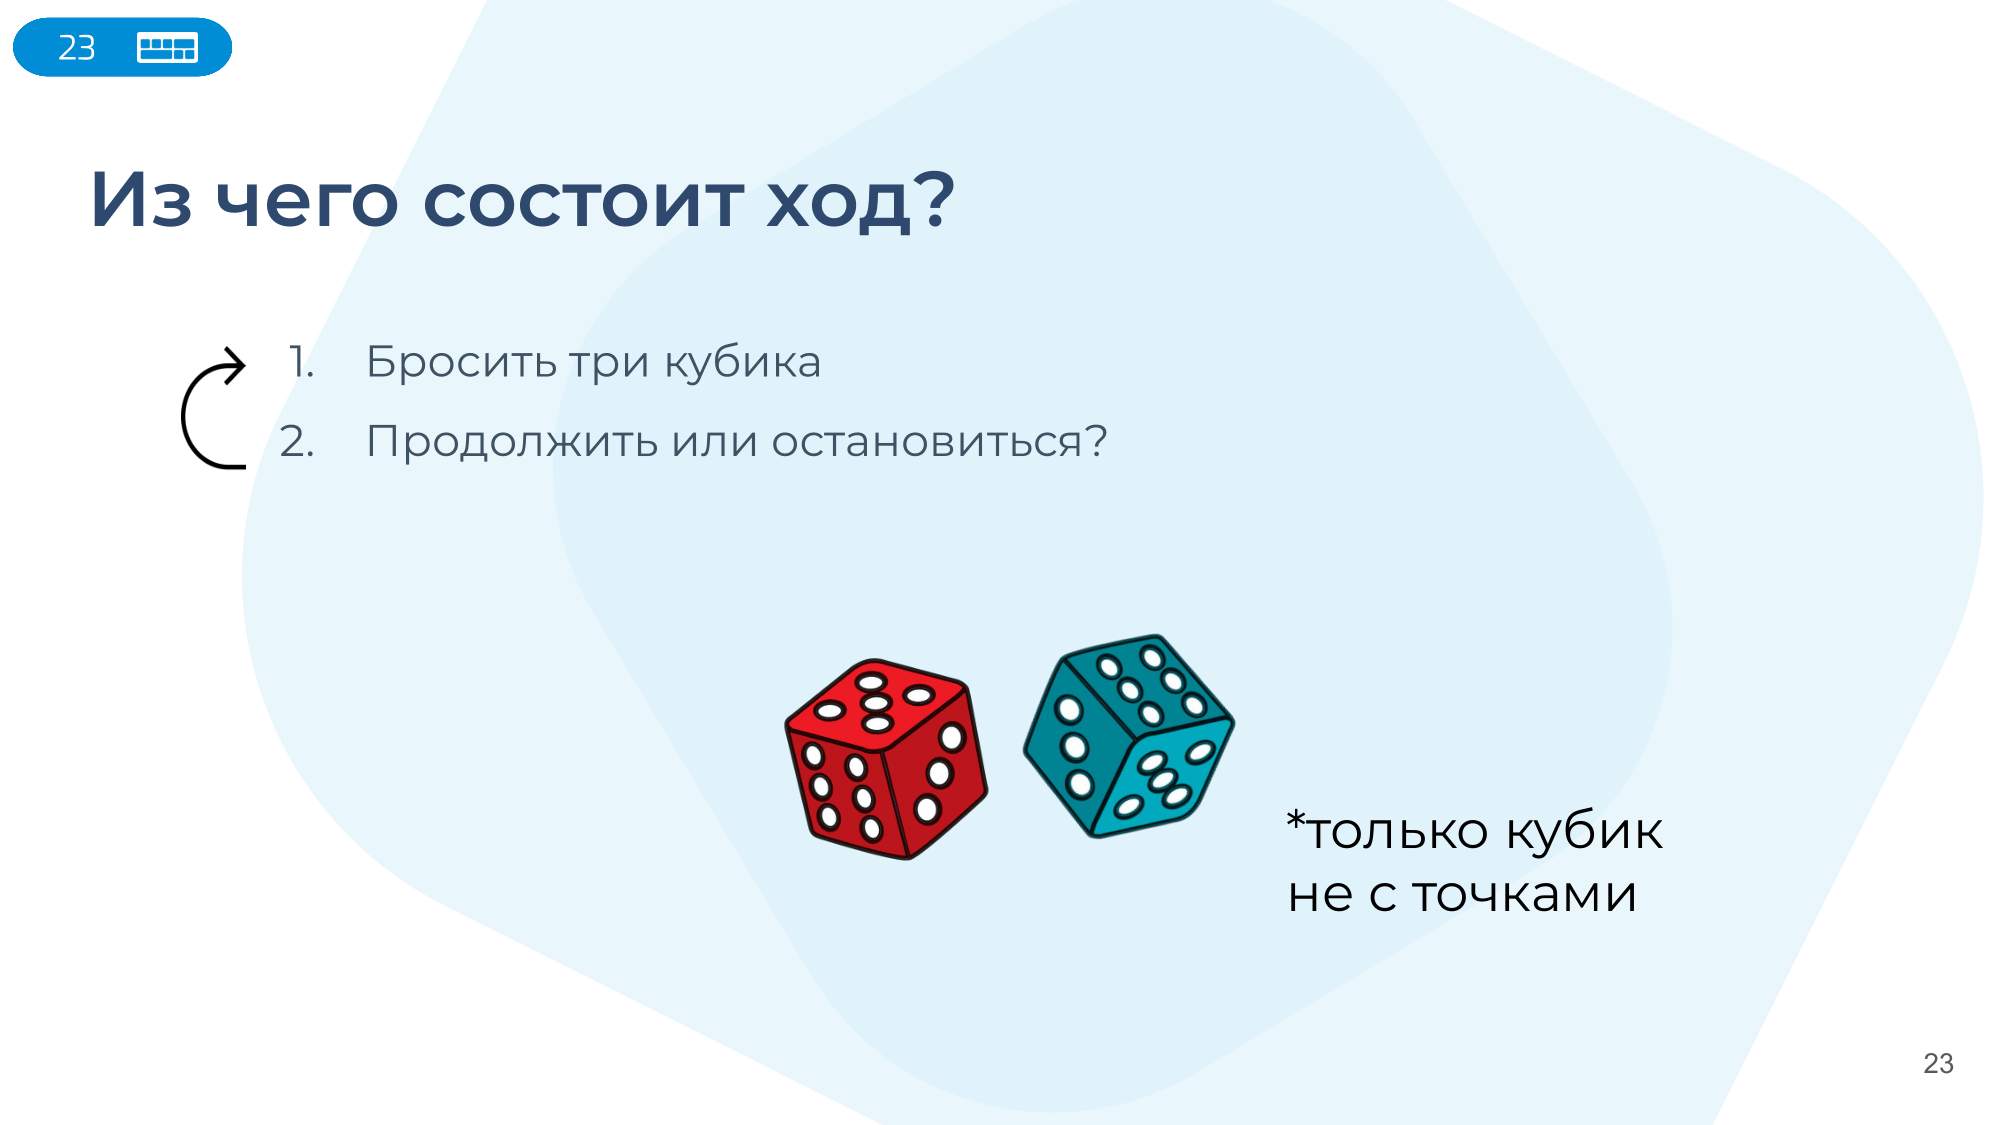 23
Из чего состоит ход?
1. Бросить три кубика
2. Продолжить или остановиться?
*только кубик
не с точками
23